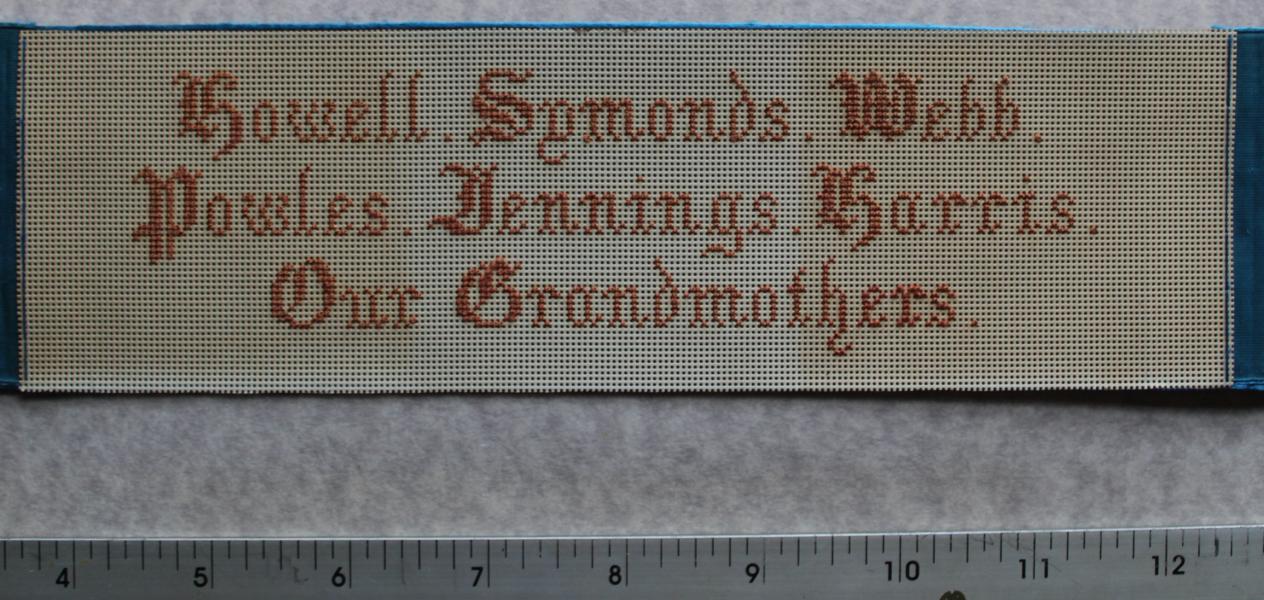 Howell. Symonds. Webb.
Powles. Jennings. Harris.
Our Grandmothers.
4 5 6 7 8 9 10 11 12